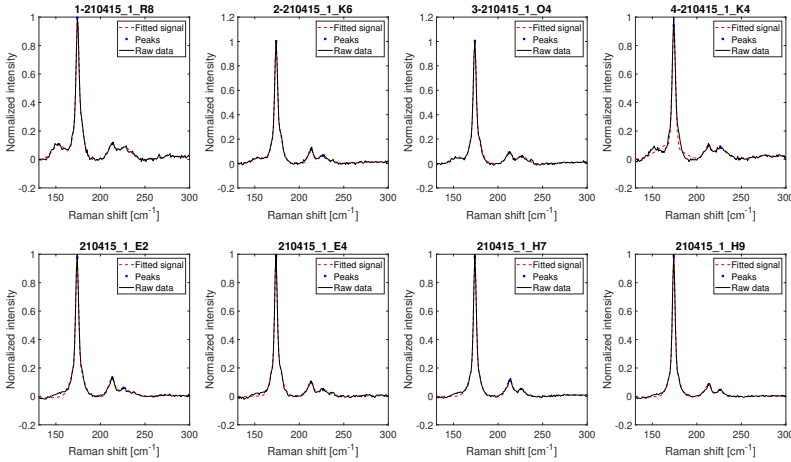 1-210415_1_R8
Normalized intensity
1
0.8
0.6
0.4
0.2
0
-0.2
150 200 250 300
Raman shift [cm-1]
Fitted signal
Peaks
Raw data
2-210415_1_K6
Normalized intensity
1.2
1
0.8
0.6
0.4
0.2
0
-0.2
150 200 250 300
Raman shift [cm-1]
Fitted signal
Peaks
Raw data
3-210415_1_O4
Normalized intensity
1.2
1
0.8
0.6
0.4
0.2
0
-0.2
150 200 250 300
Raman shift [cm-1]
Fitted signal
Peaks
Raw data
4-210415_1_K4
Normalized intensity
1
0.8
0.6
0.4
0.2
0
-0.2
150 200 250 300
Raman shift [cm-1]
Fitted signal
Peaks
Raw data
210415_1_E2
Normalized intensity
1
0.8
0.6
0.4
0.2
0
-0.2
150 200 250 300
Raman shift [cm-1]
Fitted signal
Peaks
Raw data
210415_1_E4
Normalized intensity
1
0.8
0.6
0.4
0.2
0
-0.2
150 200 250 300
Raman shift [cm-1]
Fitted signal
Peaks
Raw data
210415_1_H7
Normalized intensity
1
0.8
0.6
0.4
0.2
0
-0.2
150 200 250 300
Raman shift [cm-1]
Fitted signal
Peaks
Raw data
210415_1_H9
Normalized intensity
1
0.8
0.6
0.4
0.2
0
-0.2
150 200 250 300
Raman shift [cm-1]
Fitted signal
Peaks
Raw data